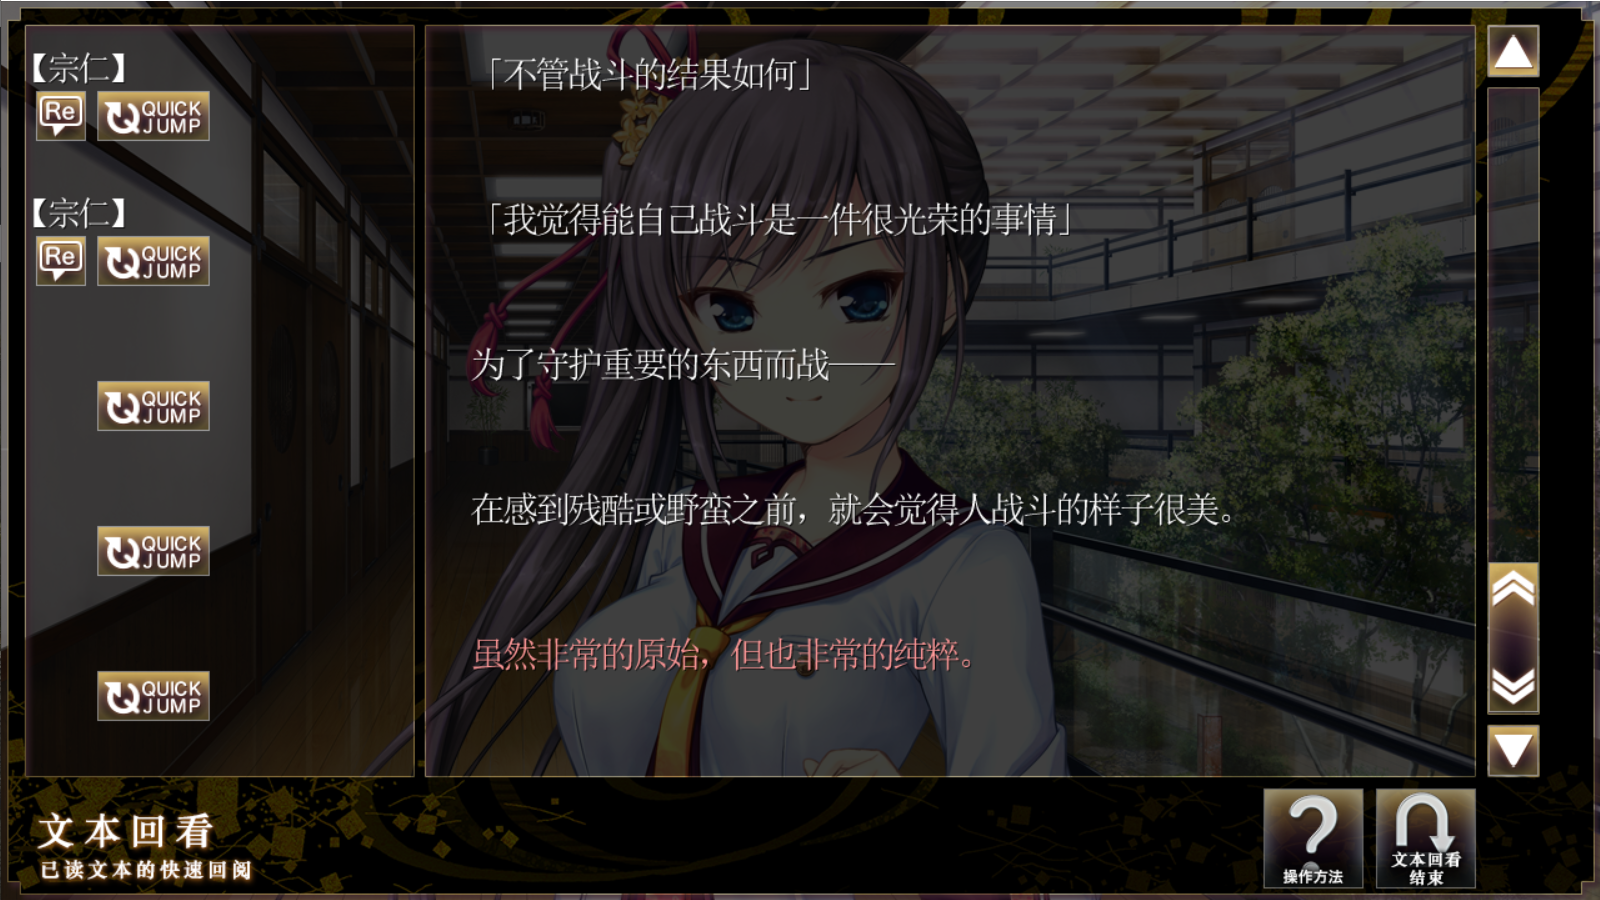 【宗仁】
「不管战斗的结果如何」
Re
QUICK JUMP
【宗仁】
「我觉得能自己战斗是一件很光荣的事情」
Re
QUICK JUMP
为了守护重要的东西而战——
QUICK JUMP
在感到残酷或野蛮之前，就会觉得人战斗的样子很美。
QUICK JUMP
虽然非常的原始，但也非常的纯粹。
QUICK JUMP
文本回看
已读文本的快速回阅
?
操作方法
文本回看
结束